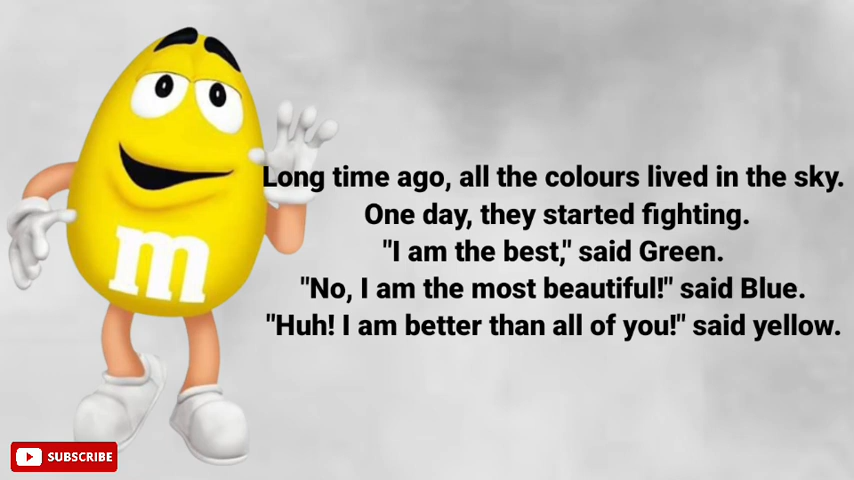 Long time ago, all the colours lived in the sky.
One day, they started fighting.
"I am the best," said Green.
"No, I am the most beautiful!" said Blue.
"Huh! I am better than all of you!" said yellow.
m
SUBSCRIBE